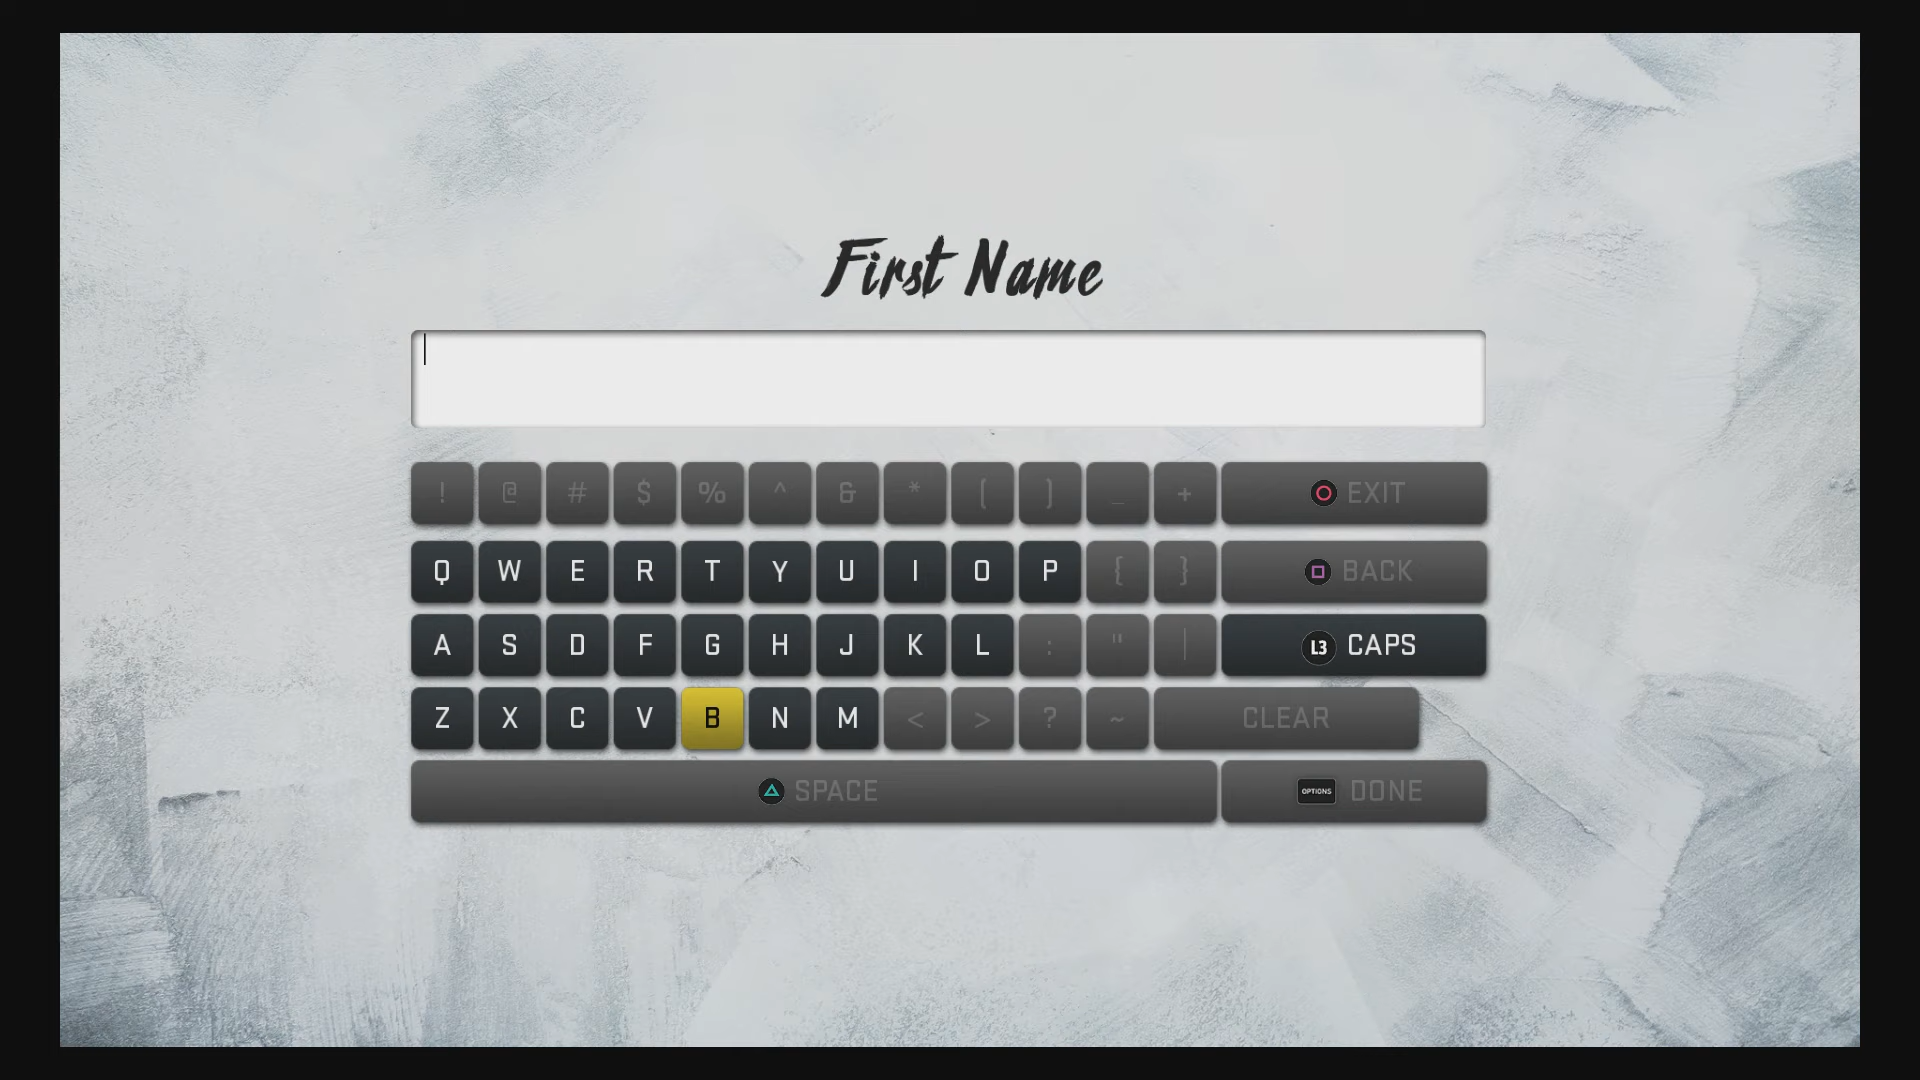 First Name
! @ # $ % ^ & * ( ) _ + EXIT
Q W E R T Y U I O P { } BACK
A S D F G H J K L : " | L3 CAPS
Z X C V B N M < > ? ~ CLEAR
SPACE OPTIONS DONE